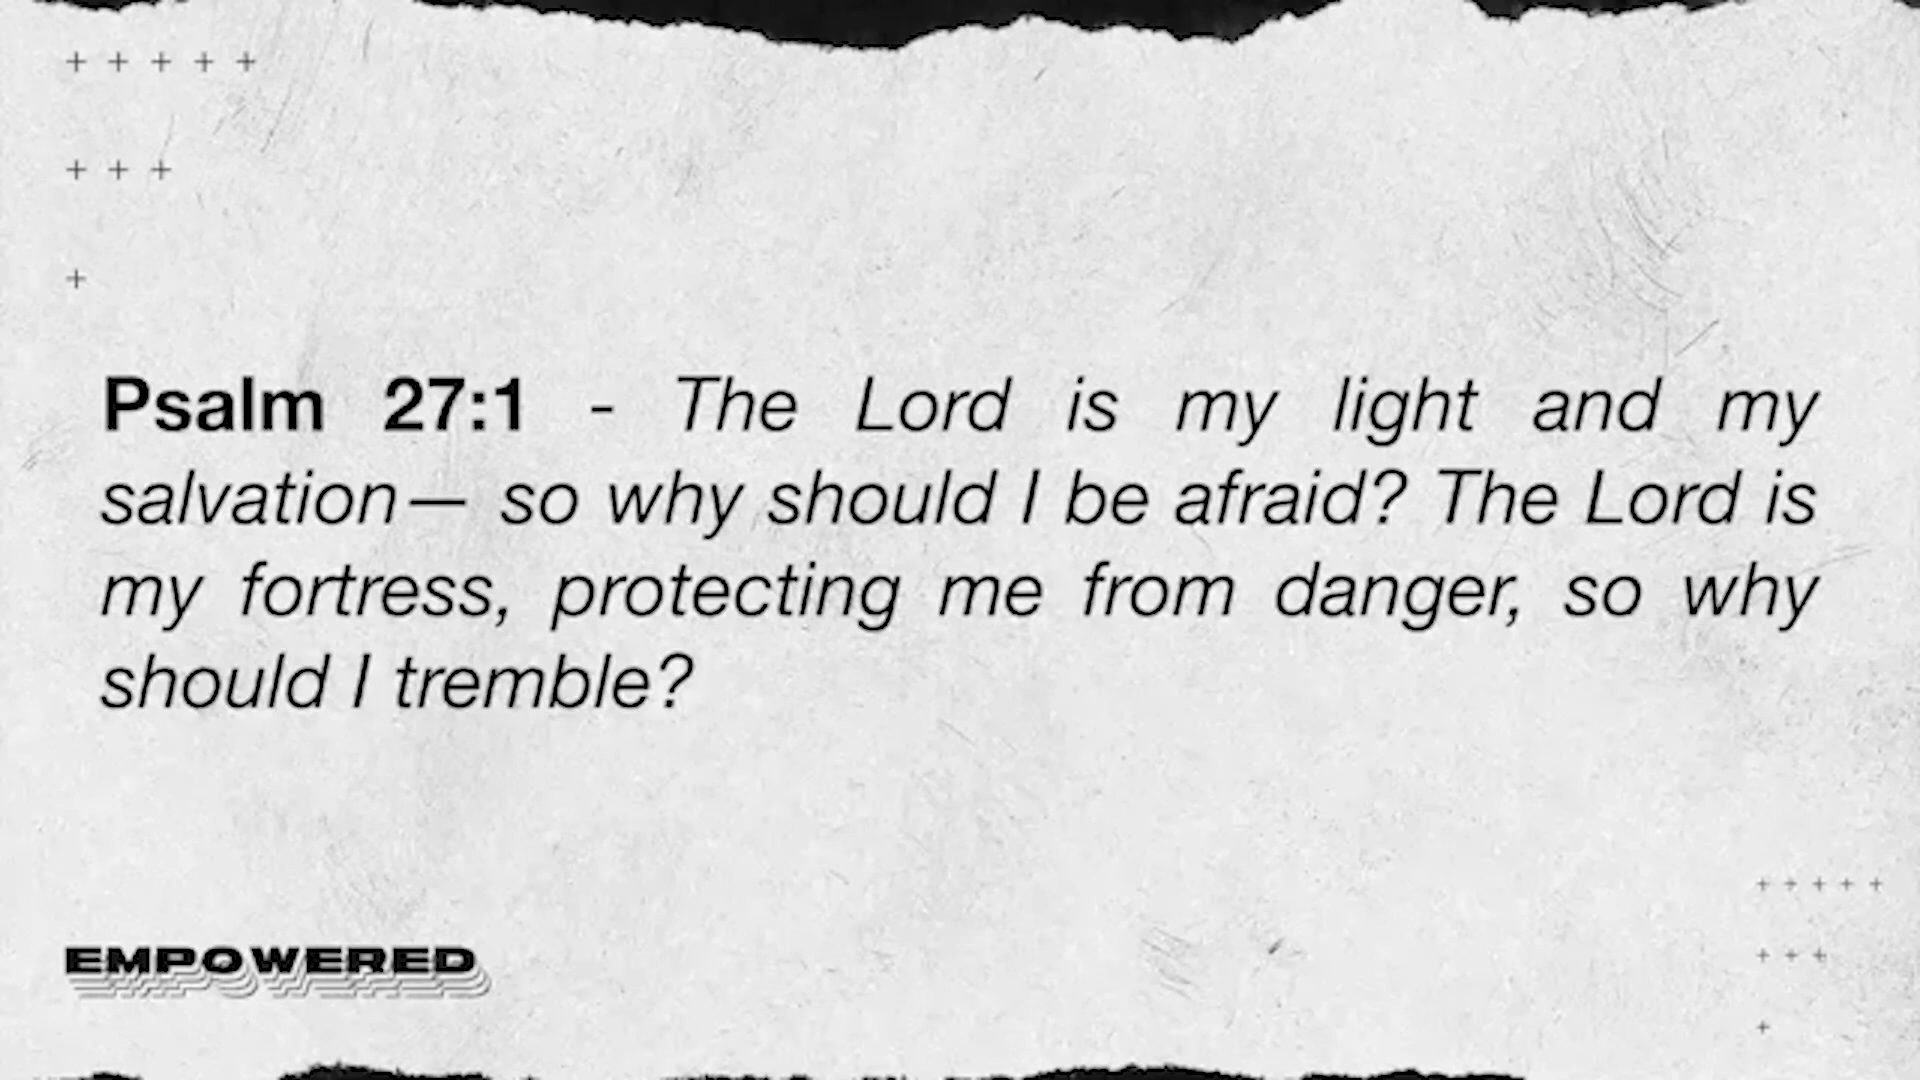 Psalm 27:1 - The Lord is my light and my
salvation— so why should I be afraid? The Lord is
my fortress, protecting me from danger, so why
should I tremble?
EMPOWERED